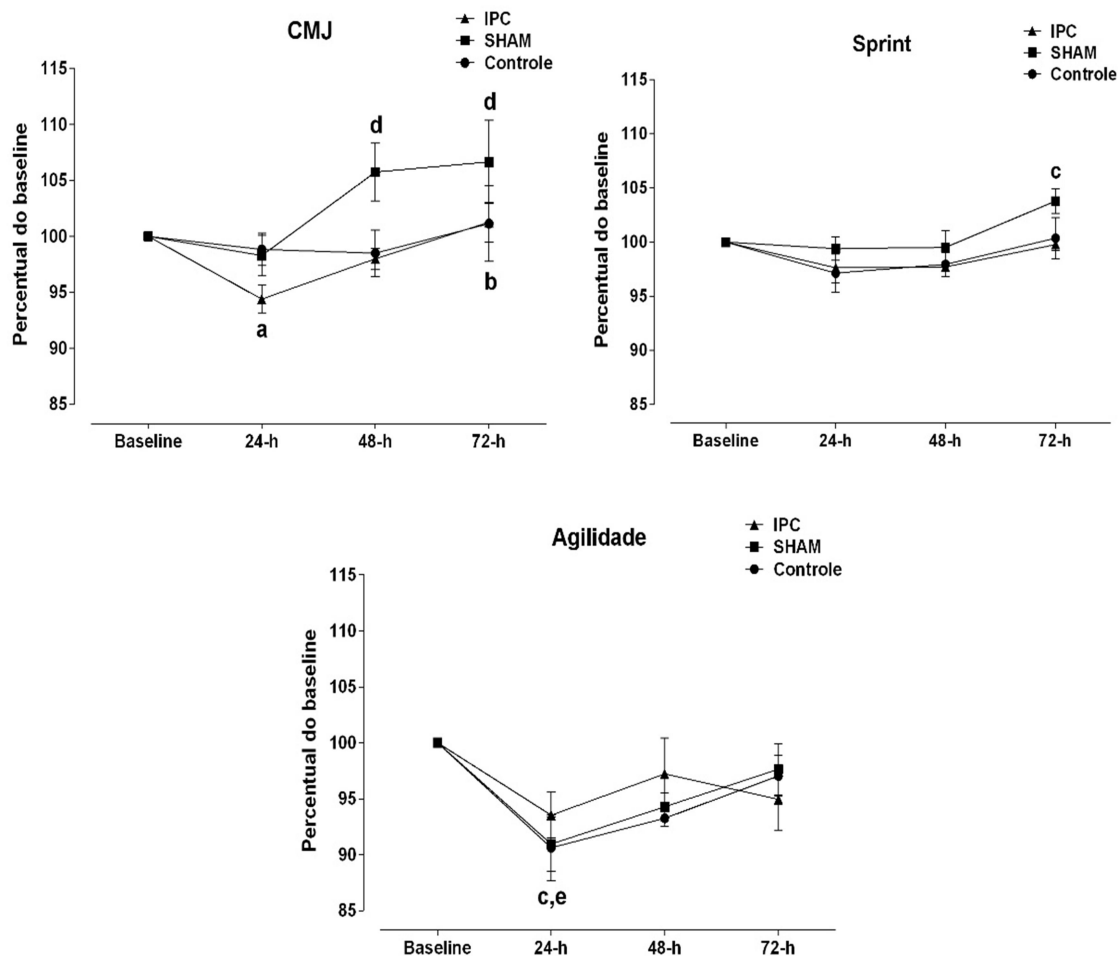 CMJ
IPC
SHAM
Controle
Percentual do baseline
115
110
105
100
95
90
85
d
d
a
b
Baseline
24-h
48-h
72-h
Sprint
IPC
SHAM
Controle
Percentual do baseline
115
110
105
100
95
90
85
c
Baseline
24-h
48-h
72-h
Agilidade
IPC
SHAM
Controle
Percentual do baseline
115
110
105
100
95
90
85
c,e
Baseline
24-h
48-h
72-h